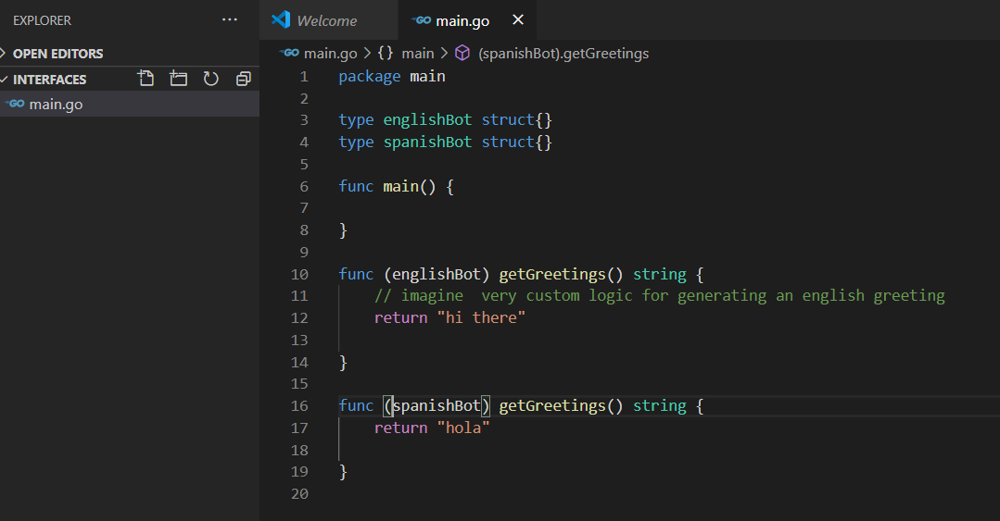 EXPLORER ...
OPEN EDITORS
INTERFACES
GO main.go
Welcome
GO main.go ×
GO main.go > {} main > (spanishBot).getGreetings
1 package main
2
3 type englishBot struct{}
4 type spanishBot struct{}
5
6 func main() {
7
8 }
9
10 func (englishBot) getGreetings() string {
11 // imagine  very custom logic for generating an english greeting
12 return "hi there"
13
14 }
15
16 func (spanishBot) getGreetings() string {
17 return "hola"
18
19 }
20